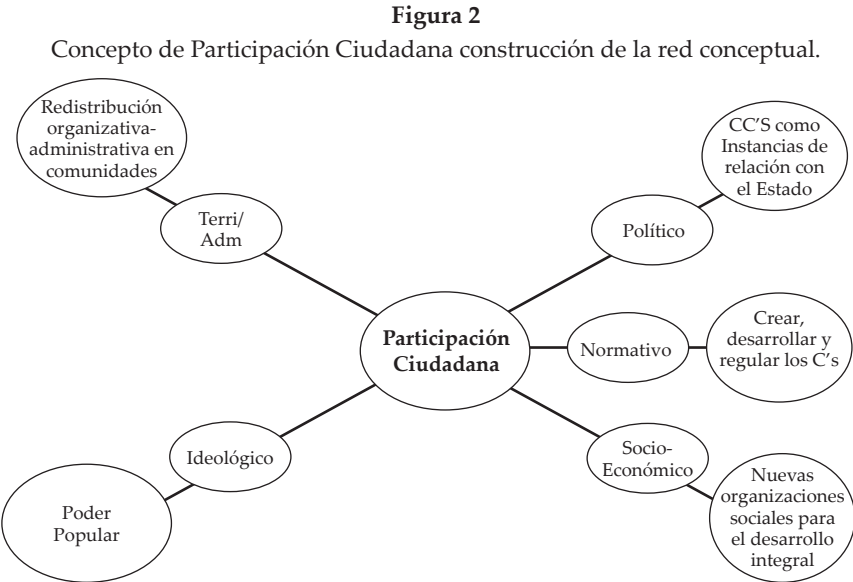 Figura 2
Concepto de Participación Ciudadana construcción de la red conceptual.
Redistribución
organizativa-
administrativa en
comunidades
Terri/
Adm
CC’S como
Instancias de
relación con
el Estado
Político
Participación
Ciudadana
Normativo
Crear,
desarrollar y
regular los C’s
Ideológico
Poder
Popular
Socio-
Económico
Nuevas
organizaciones
sociales para
el desarrollo
integral